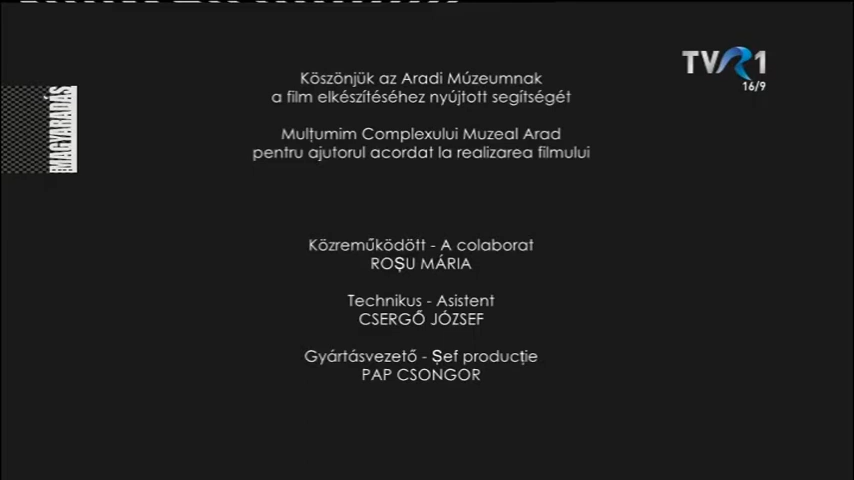 TVR1
16/9
MAGYARADÁS
Köszönjük az Aradi Múzeumnak
a film elkészítéséhez nyújtott segítségét
Mulțumim Complexului Muzeal Arad
pentru ajutorul acordat la realizarea filmului
Közreműködött - A colaborat
ROȘU MÁRIA
Technikus - Asistent
CSERGŐ JÓZSEF
Gyártásvezető - Șef producție
PAP CSONGOR